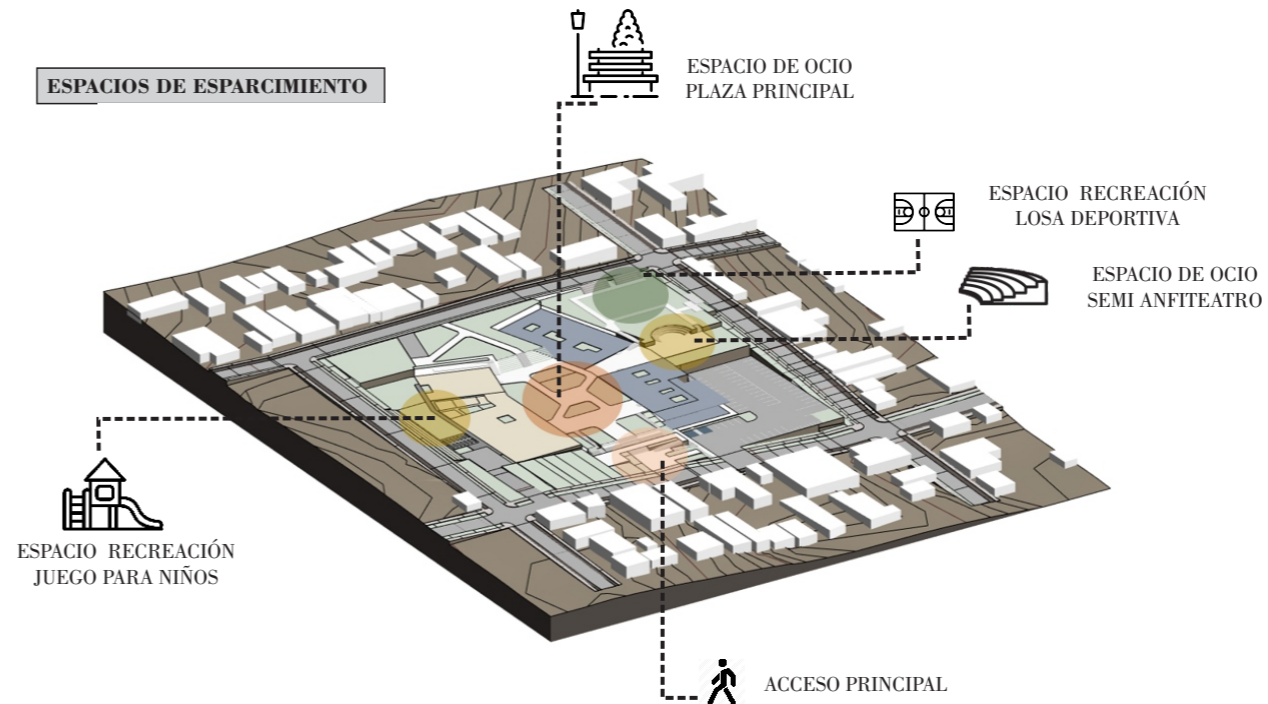 ESPACIOS DE ESPARCIMIENTO
ESPACIO DE OCIO
PLAZA PRINCIPAL
ESPACIO RECREACIÓN
LOSA DEPORTIVA
ESPACIO DE OCIO
SEMI ANFITEATRO
ESPACIO RECREACIÓN
JUEGO PARA NIÑOS
ACCESO PRINCIPAL